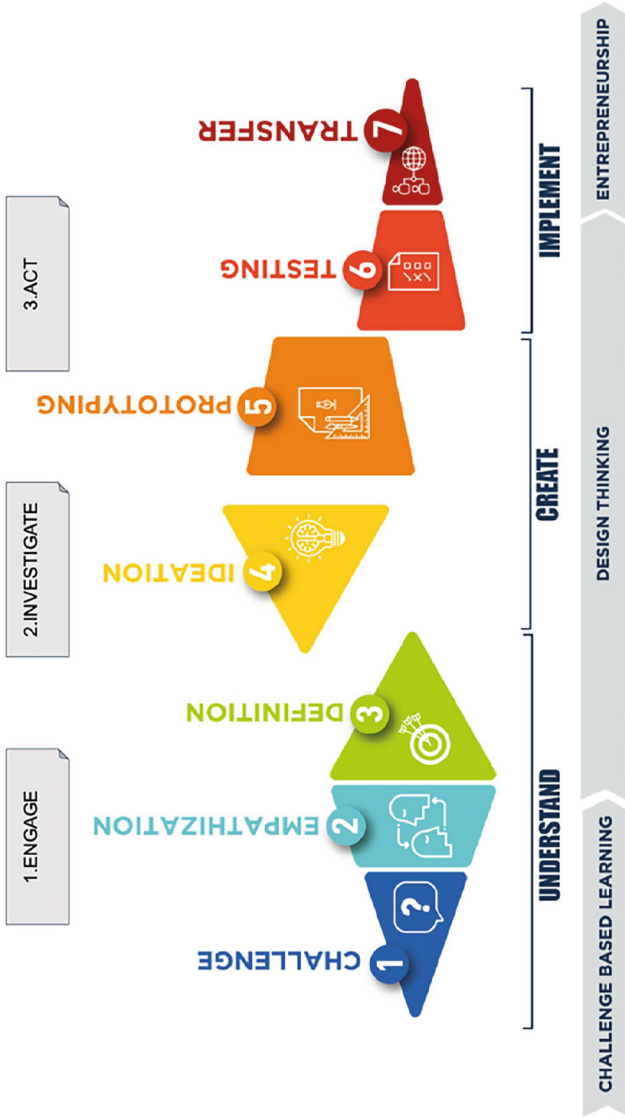 1.ENGAGE
2.INVESTIGATE
3.ACT
CHALLENGE
1
EMPATHIZATION
2
DEFINITION
3
IDEATION
4
PROTOTYPING
5
TESTING
6
TRANSFER
7
?
UNDERSTAND
CREATE
IMPLEMENT
CHALLENGE BASED LEARNING
DESIGN THINKING
ENTREPRENEURSHIP